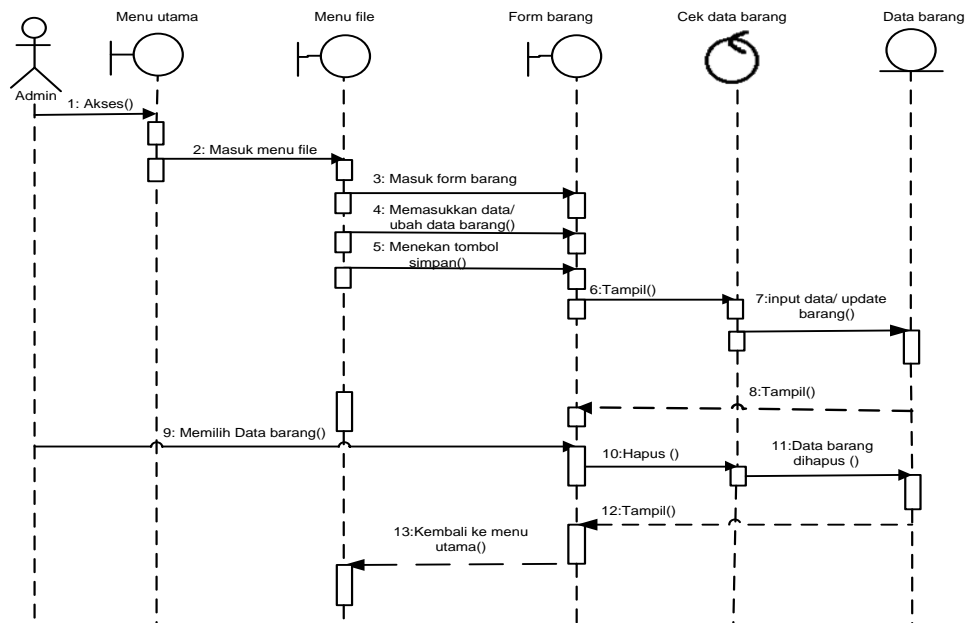 Menu utama
Menu file
Form barang
Cek data barang
Data barang
Admin
1: Akses()
2: Masuk menu file
3: Masuk form barang
4: Memasukkan data/
ubah data barang()
5: Menekan tombol
simpan()
6:Tampil()
7:input data/ update
barang()
8:Tampil()
9: Memilih Data barang()
10:Hapus ()
11:Data barang
dihapus ()
12:Tampil()
13:Kembali ke menu
utama()